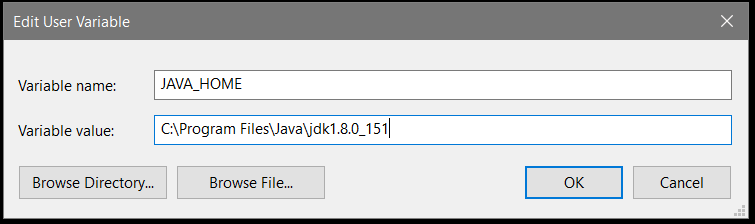 Edit User Variable
Variable name: JAVA_HOME
Variable value: C:\Program Files\Java\jdk1.8.0_151
Browse Directory... Browse File... OK Cancel